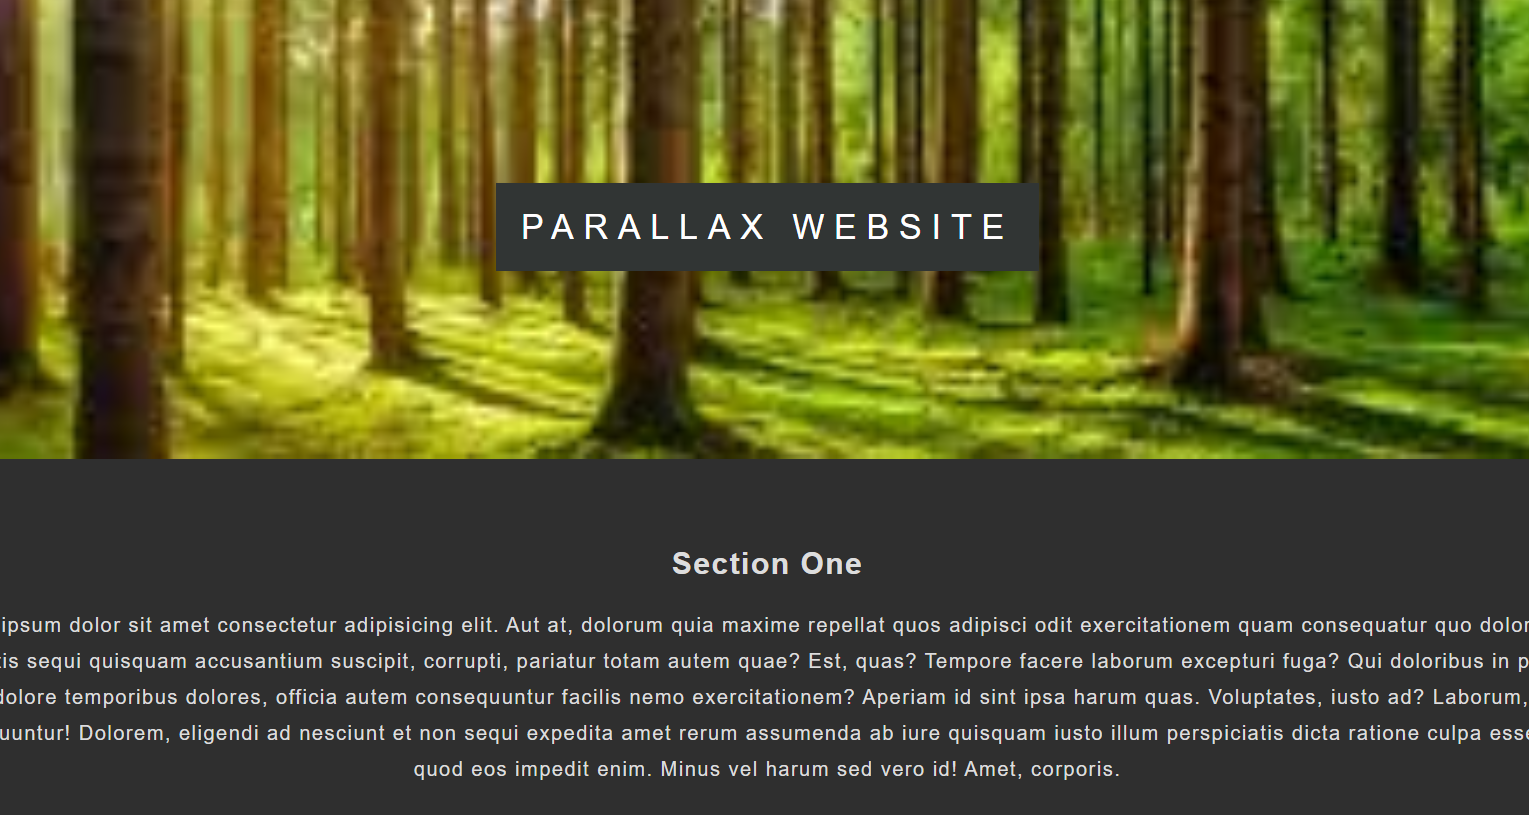 PARALLAX WEBSITE
Section One
ipsum dolor sit amet consectetur adipisicing elit. Aut at, dolorum quia maxime repellat quos adipisci odit exercitationem quam consequatur quo dolor
tis sequi quisquam accusantium suscipit, corrupti, pariatur totam autem quae? Est, quas? Tempore facere laborum excepturi fuga? Qui doloribus in p
dolore temporibus dolores, officia autem consequuntur facilis nemo exercitationem? Aperiam id sint ipsa harum quas. Voluptates, iusto ad? Laborum,
uuntur! Dolorem, eligendi ad nesciunt et non sequi expedita amet rerum assumenda ab iure quisquam iusto illum perspiciatis dicta ratione culpa esse
quod eos impedit enim. Minus vel harum sed vero id! Amet, corporis.